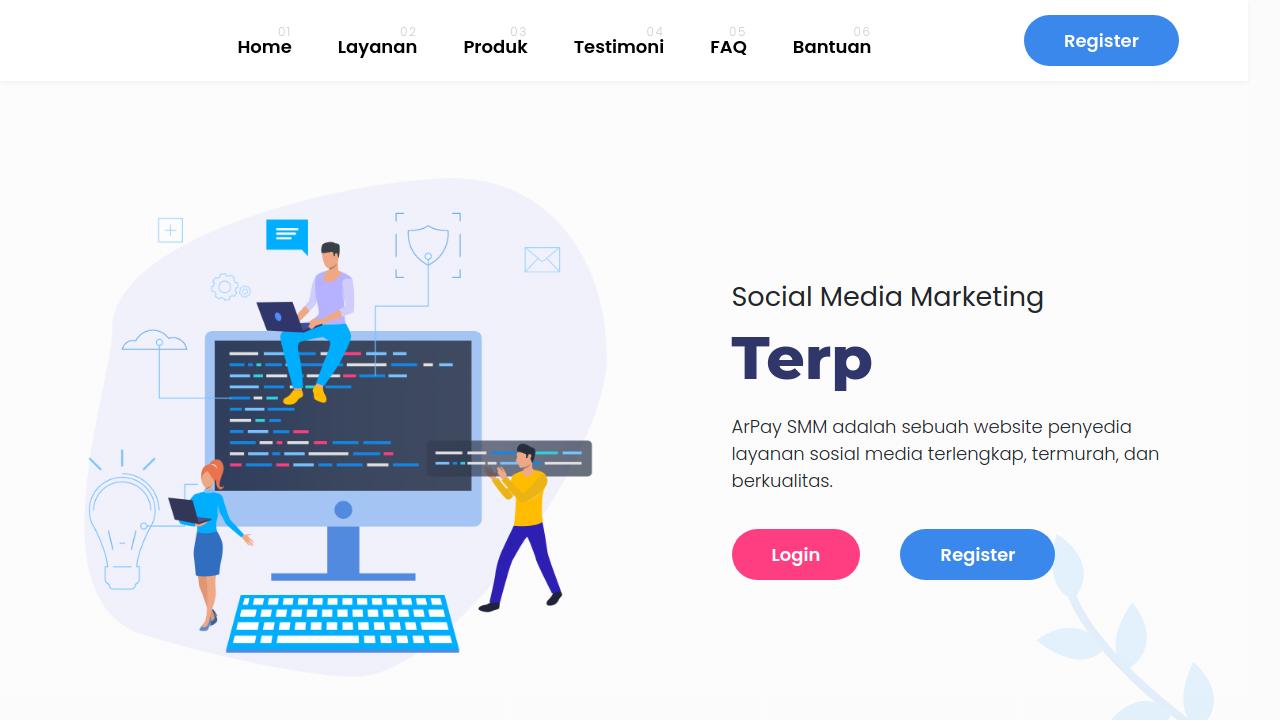 01 02 03 04 05 06
Home Layanan Produk Testimoni FAQ Bantuan
Register
Social Media Marketing
Terp
ArPay SMM adalah sebuah website penyedia
layanan sosial media terlengkap, termurah, dan
berkualitas.
Login Register